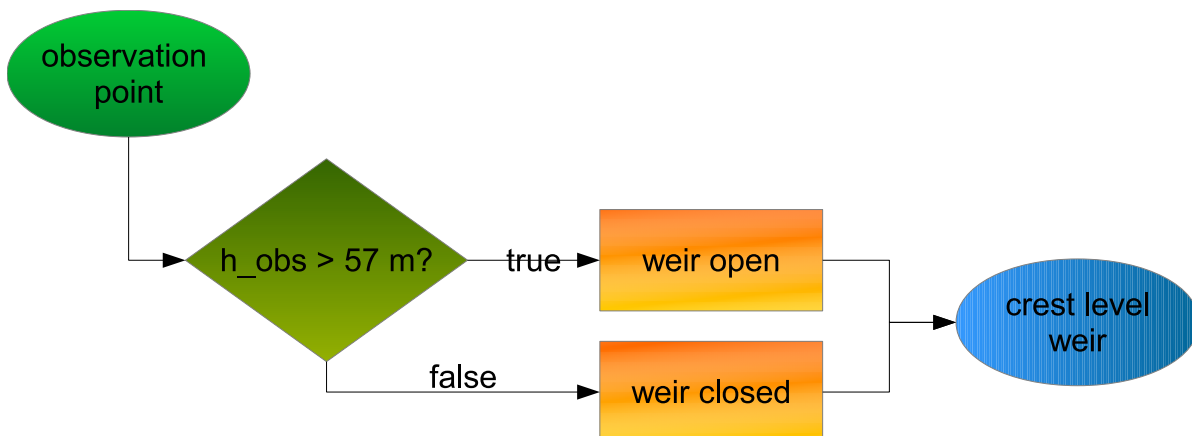 observation
point
h_obs > 57 m?
true
weir open
false
weir closed
crest level
weir